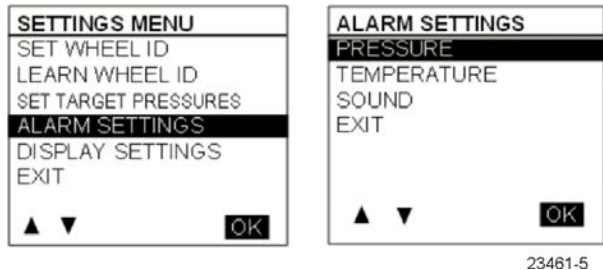 SETTINGS MENU
SET WHEEL ID
LEARN WHEEL ID
SET TARGET PRESSURES
ALARM SETTINGS
DISPLAY SETTINGS
EXIT
▲ ▼ OK
ALARM SETTINGS
PRESSURE
TEMPERATURE
SOUND
EXIT
▲ ▼ OK
23461-5